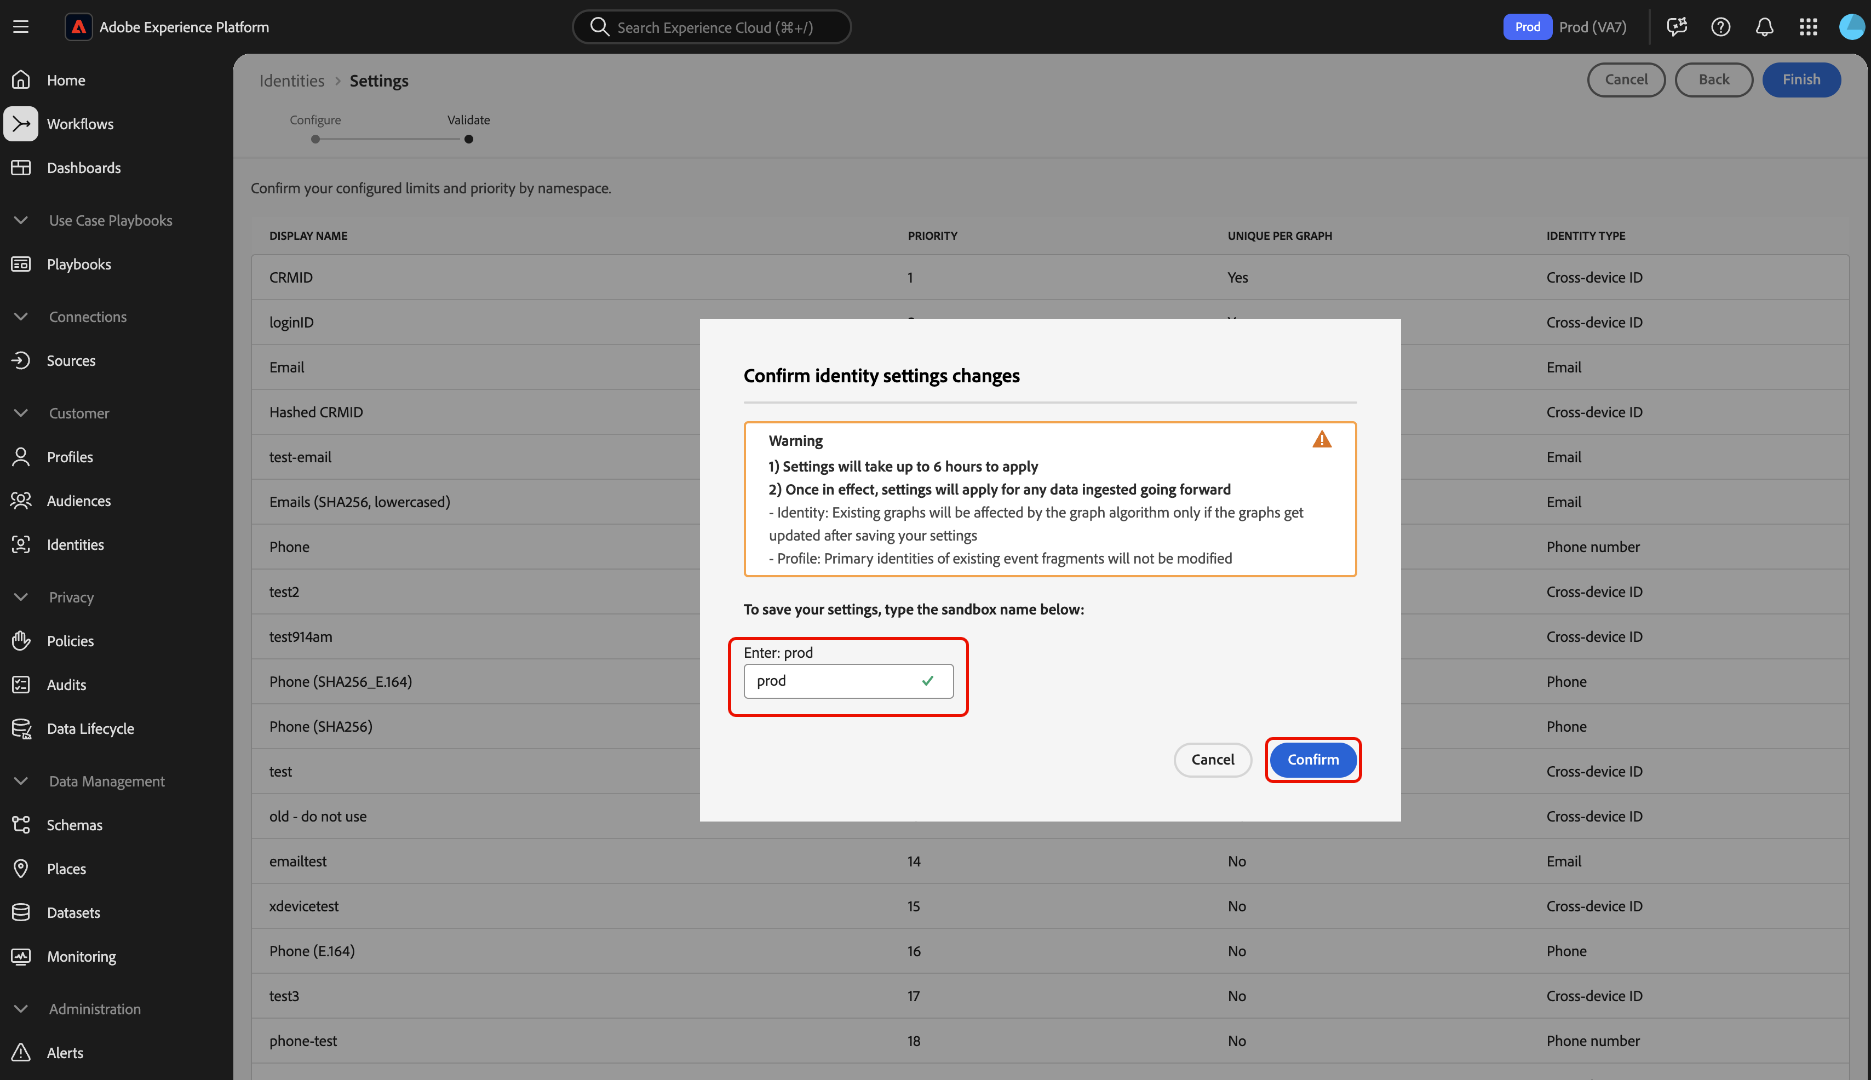 Adobe Experience Platform
Search Experience Cloud (⌘+/)
Prod
Prod (VA7)
Home
Workflows
Dashboards
Use Case Playbooks
Playbooks
Connections
Sources
Customer
Profiles
Audiences
Identities
Privacy
Policies
Audits
Data Lifecycle
Data Management
Schemas
Places
Datasets
Monitoring
Administration
Alerts
Identities > Settings
Cancel
Back
Finish
Configure
Validate
Confirm your configured limits and priority by namespace.
DISPLAY NAME PRIORITY UNIQUE PER GRAPH IDENTITY TYPE
CRMID 1 Yes Cross-device ID
loginID Cross-device ID
Email Email
Hashed CRMID Cross-device ID
test-email Email
Emails (SHA256, lowercased) Email
Phone Phone number
test2 Cross-device ID
test914am Cross-device ID
Phone (SHA256_E.164) Phone
Phone (SHA256) Phone
test Cross-device ID
old - do not use Cross-device ID
emailtest 14 No Email
xdevicetest 15 No Cross-device ID
Phone (E.164) 16 No Phone
test3 17 No Cross-device ID
phone-test 18 No Phone number
Confirm identity settings changes
Warning
1) Settings will take up to 6 hours to apply
2) Once in effect, settings will apply for any data ingested going forward
- Identity: Existing graphs will be affected by the graph algorithm only if the graphs get
updated after saving your settings
- Profile: Primary identities of existing event fragments will not be modified
To save your settings, type the sandbox name below:
Enter: prod
prod
Cancel
Confirm